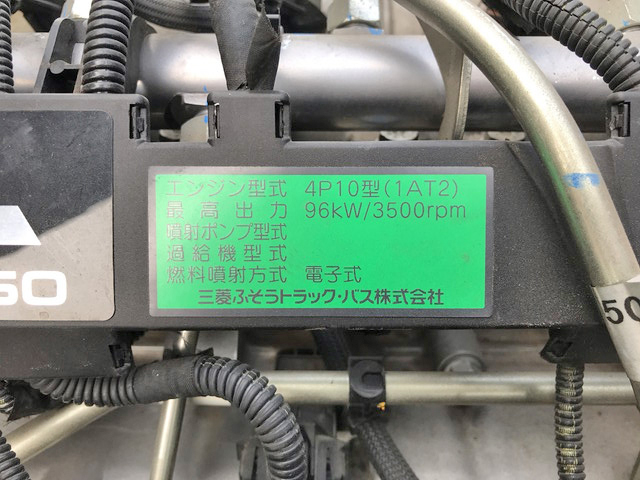 エンジン型式 4P10型(1AT2)
最高出力 96kW/3500rpm
噴射ポンプ型式
過給機型式
燃料噴射方式 電子式
三菱ふそうトラック・バス株式会社
50
50